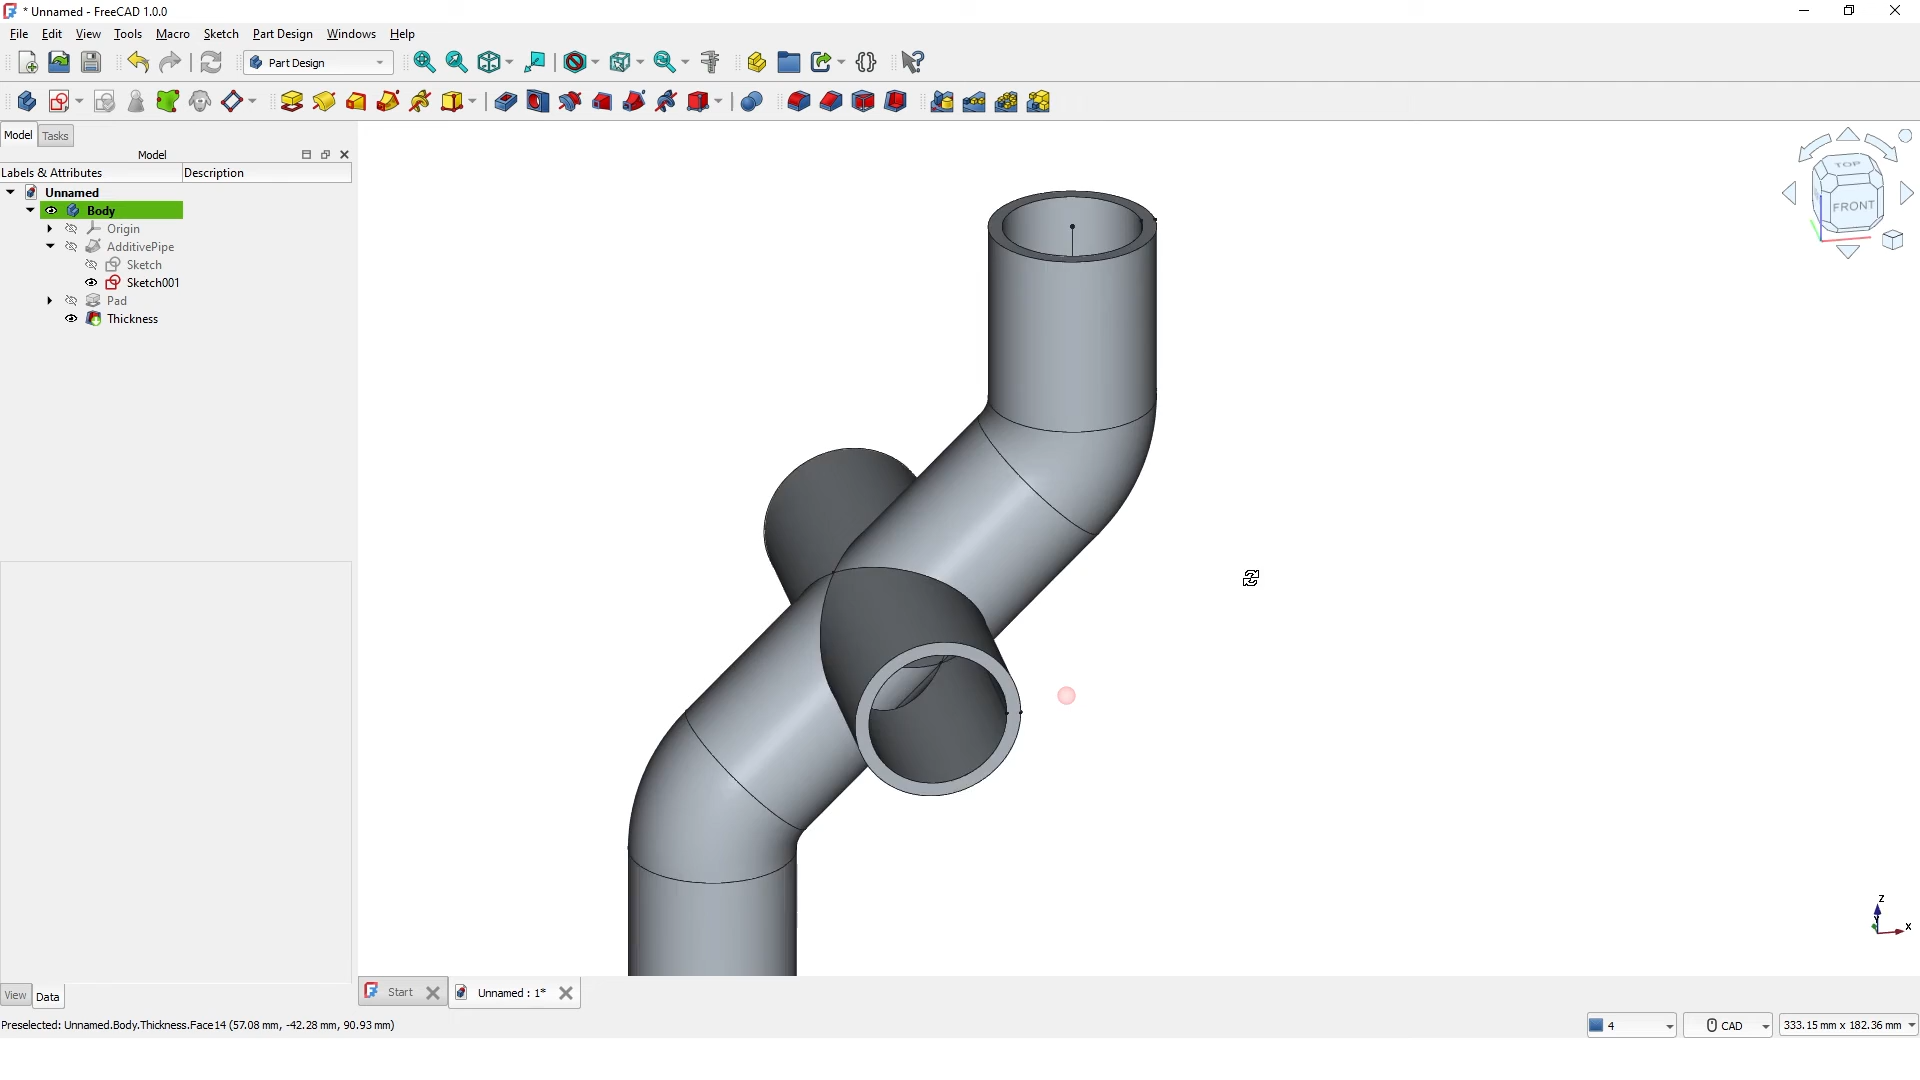 * Unnamed - FreeCAD 1.0.0
File Edit View Tools Macro Sketch Part Design Windows Help
Part Design
Model Tasks
Model
Labels & Attributes Description
Unnamed
Body
Origin
AdditivePipe
Sketch
Sketch001
Pad
Thickness
TOP
FRONT
Z
X
View Data
Start Unnamed : 1*
Preselected: Unnamed.Body.Thickness.Face14 (57.08 mm, -42.28 mm, 90.93 mm)
4 CAD 333.15 mm x 182.36 mm